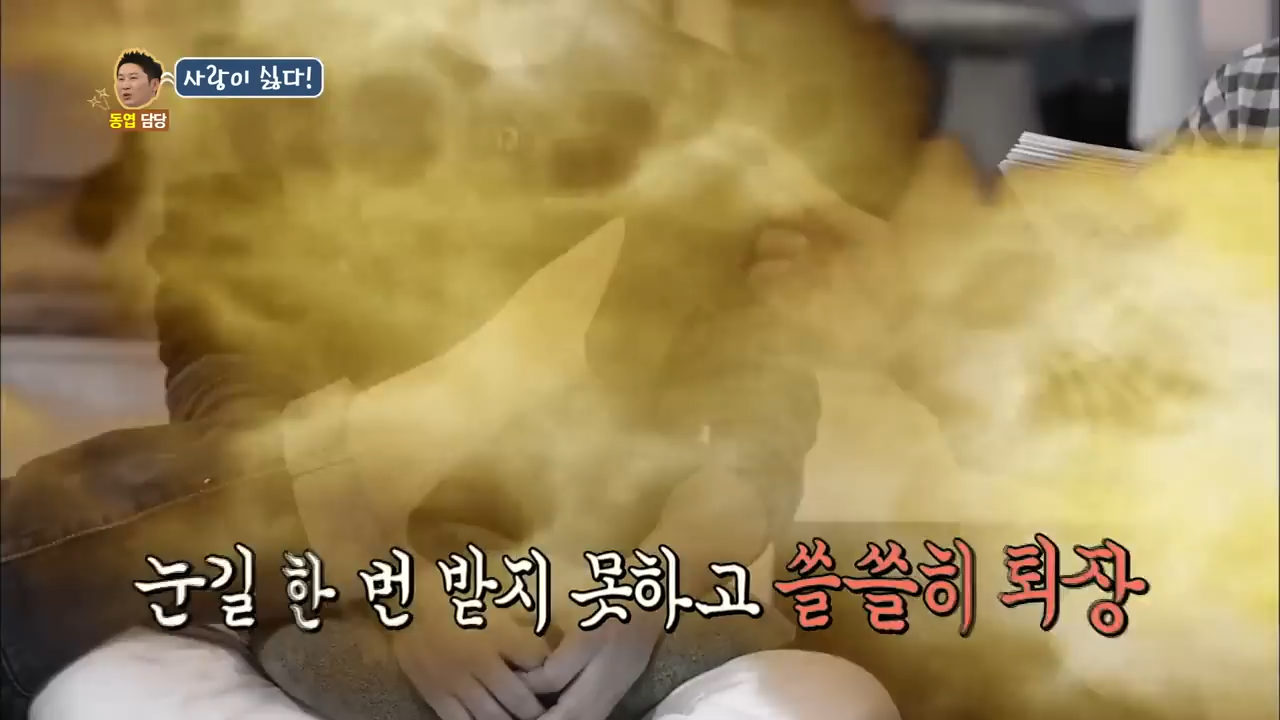 사랑이 싫다!
동엽 담당
눈길 한 번 받지 못하고 쓸쓸히 퇴장